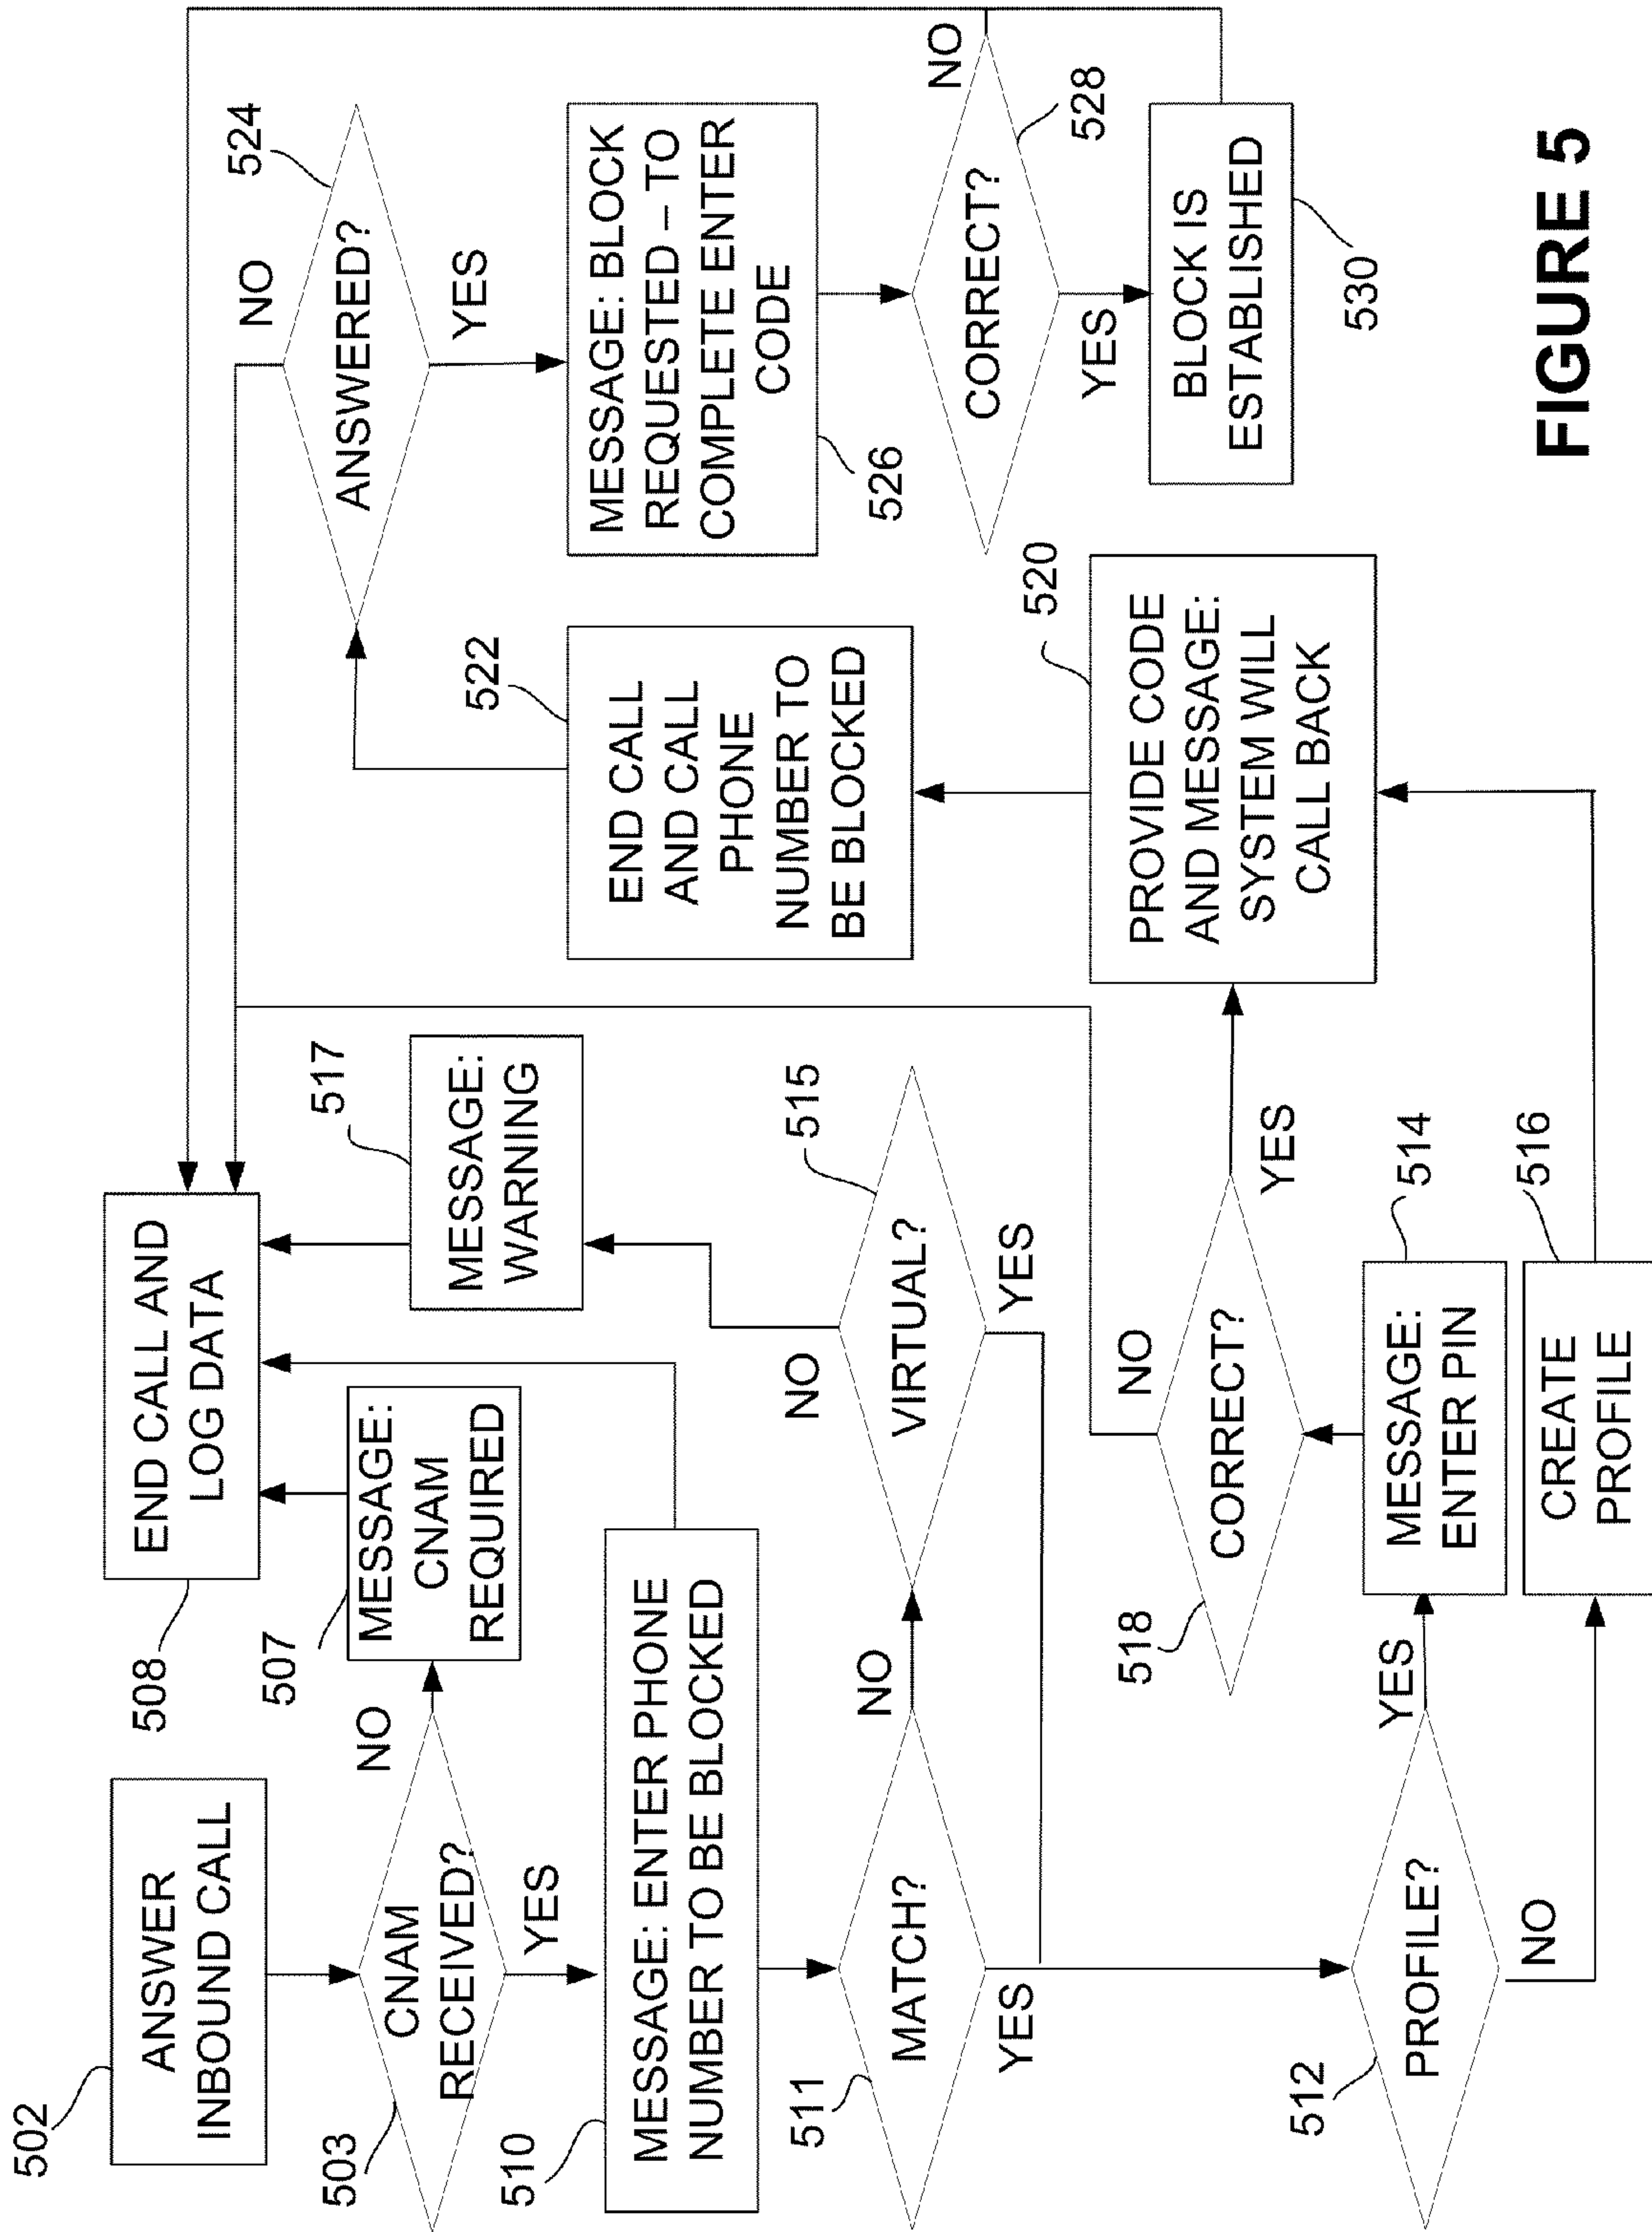 502
ANSWER
INBOUND CALL
503
CNAM
RECEIVED?
NO
YES
507
MESSAGE:
CNAM
REQUIRED
508
END CALL AND
LOG DATA
510
MESSAGE: ENTER PHONE
NUMBER TO BE BLOCKED
511
MATCH?
NO
YES
515
VIRTUAL?
NO
YES
517
MESSAGE:
WARNING
512
PROFILE?
YES
NO
514
MESSAGE:
ENTER PIN
516
CREATE
PROFILE
518
CORRECT?
NO
YES
520
PROVIDE CODE
AND MESSAGE:
SYSTEM WILL
CALL BACK
522
END CALL
AND CALL
PHONE
NUMBER TO
BE BLOCKED
524
ANSWERED?
NO
YES
526
MESSAGE: BLOCK
REQUESTED – TO
COMPLETE ENTER
CODE
528
CORRECT?
NO
YES
530
BLOCK IS
ESTABLISHED
FIGURE 5